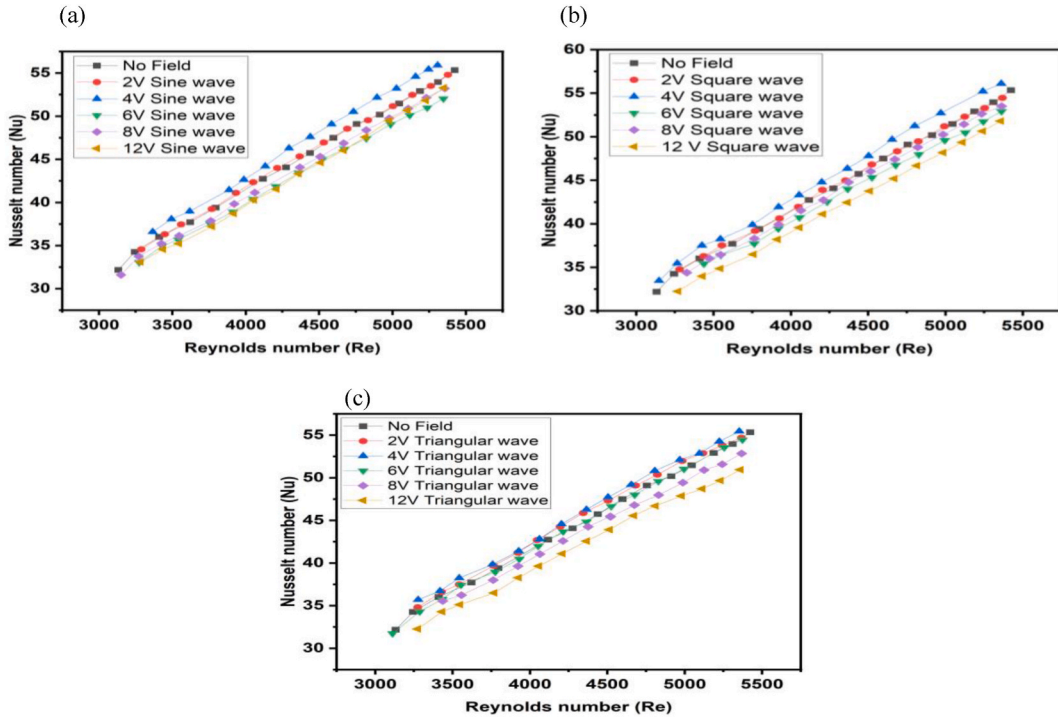 (a)
No Field
2V Sine wave
4V Sine wave
6V Sine wave
8V Sine wave
12V Sine wave
55
50
45
40
35
30
Nusselt number (Nu)
3000 3500 4000 4500 5000 5500
Reynolds number (Re)
(b)
No Field
2V Square wave
4V Square wave
6V Square wave
8V Square wave
12 V Square wave
60
55
50
45
40
35
30
Nusselt number (Nu)
3000 3500 4000 4500 5000 5500
Reynolds number (Re)
(c)
No Field
2V Triangular wave
4V Triangular wave
6V Triangular wave
8V Triangular wave
12V Triangular wave
55
50
45
40
35
30
Nusselt number (Nu)
3000 3500 4000 4500 5000 5500
Reynolds number (Re)